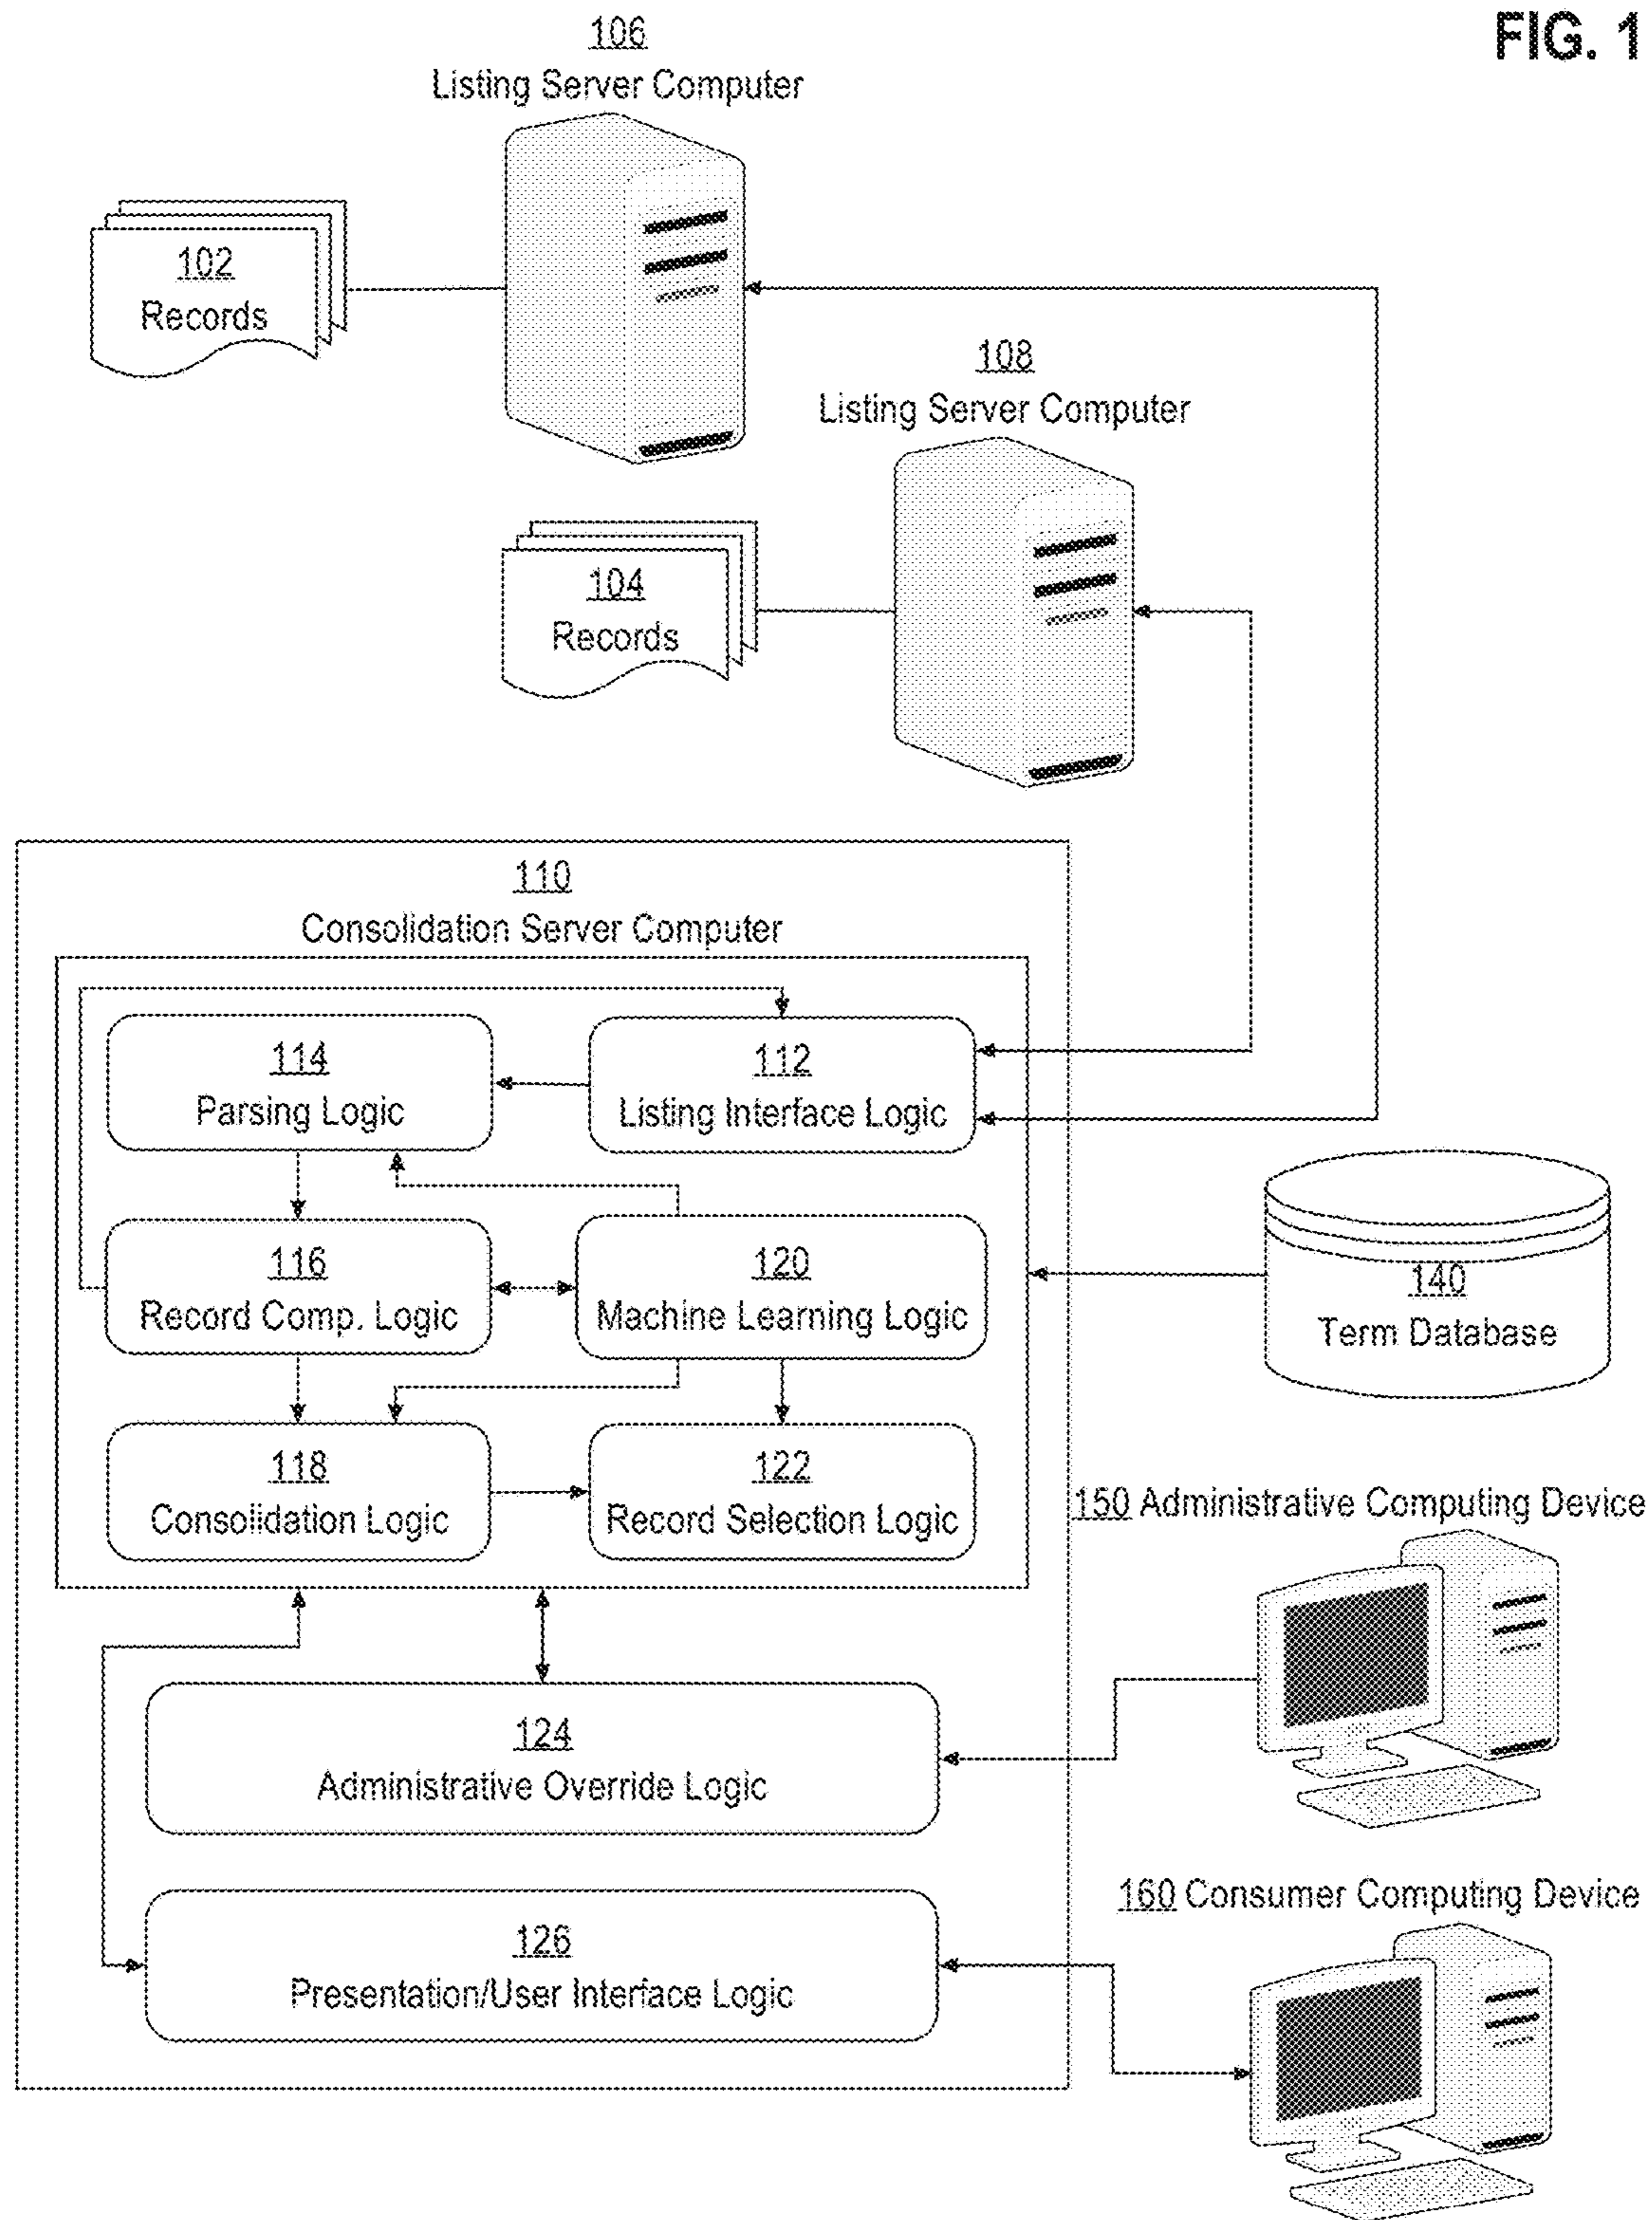 FIG. 1
106
Listing Server Computer
102
Records
108
Listing Server Computer
104
Records
110
Consolidation Server Computer
114
Parsing Logic
112
Listing Interface Logic
116
Record Comp. Logic
120
Machine Learning Logic
140
Term Database
118
Consolidation Logic
122
Record Selection Logic
150 Administrative Computing Device
124
Administrative Override Logic
160 Consumer Computing Device
126
Presentation/User Interface Logic